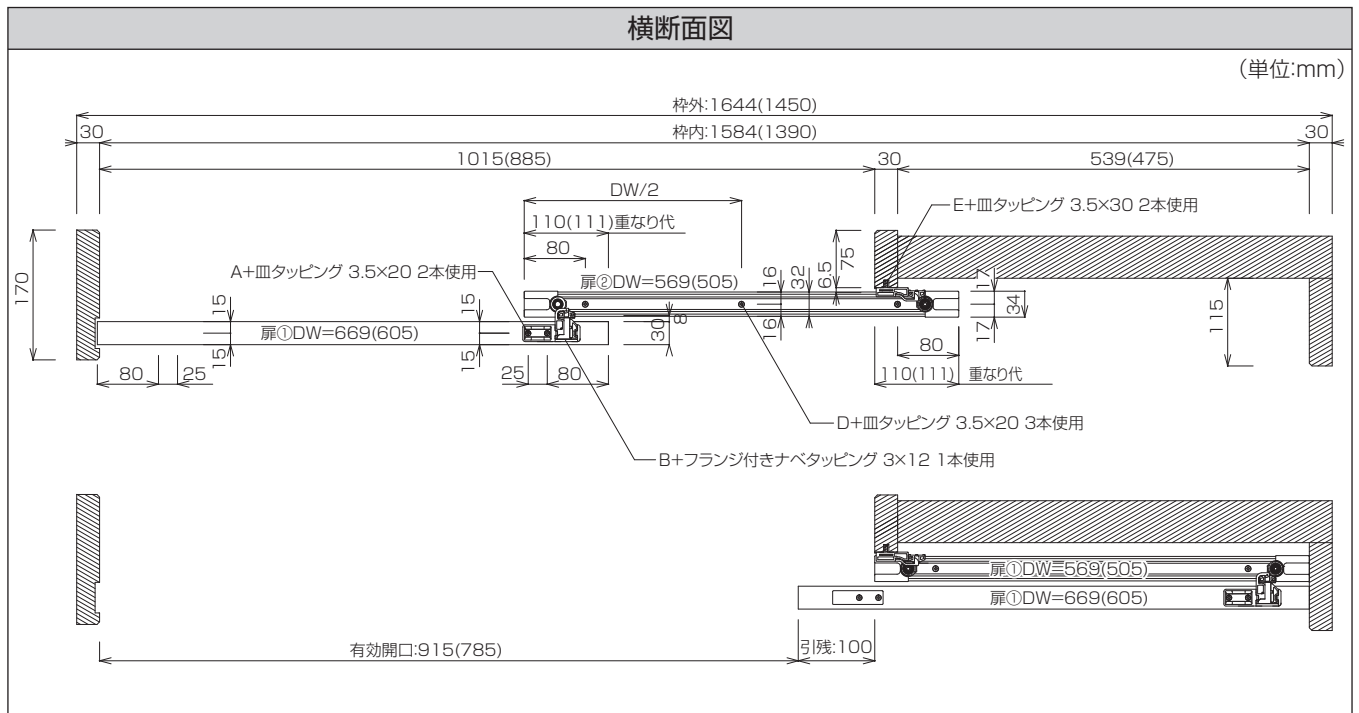 横断面図
(単位:mm)
枠外:1644(1450)
30
枠内:1584(1390)
30
1015(885)
30
539(475)
DW/2
E+皿タッピング 3.5×30 2本使用
110(111)重なり代
80
A+皿タッピング 3.5×20 2本使用
扉②DW=569(505)
16
32
6.5
75
17
170
15
15
扉①DW=669(605)
30
8
16
17
34
115
15
15
80
25
25
80
80
110(111) 重なり代
D+皿タッピング 3.5×20 3本使用
B+フランジ付きナベタッピング 3×12 1本使用
扉①DW=569(505)
扉①DW=669(605)
有効開口:915(785)
引残:100